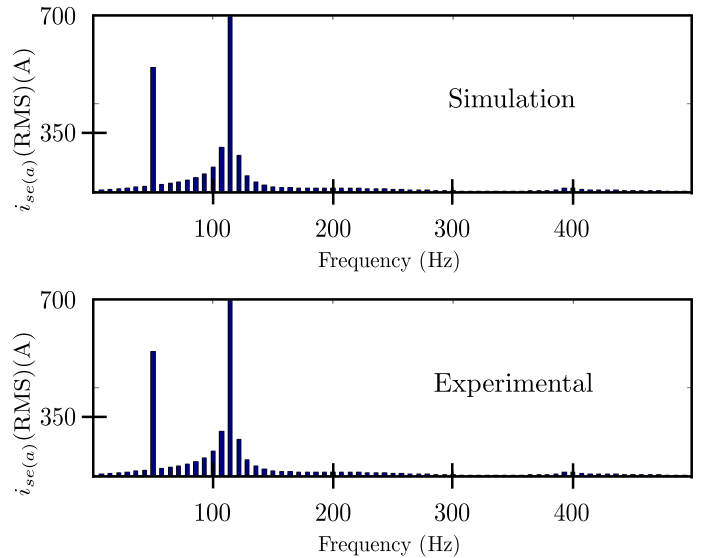 700
350
i_{se(a)}(RMS)(A)
Simulation
100 200 300 400
Frequency (Hz)
700
350
i_{se(a)}(RMS)(A)
Experimental
100 200 300 400
Frequency (Hz)